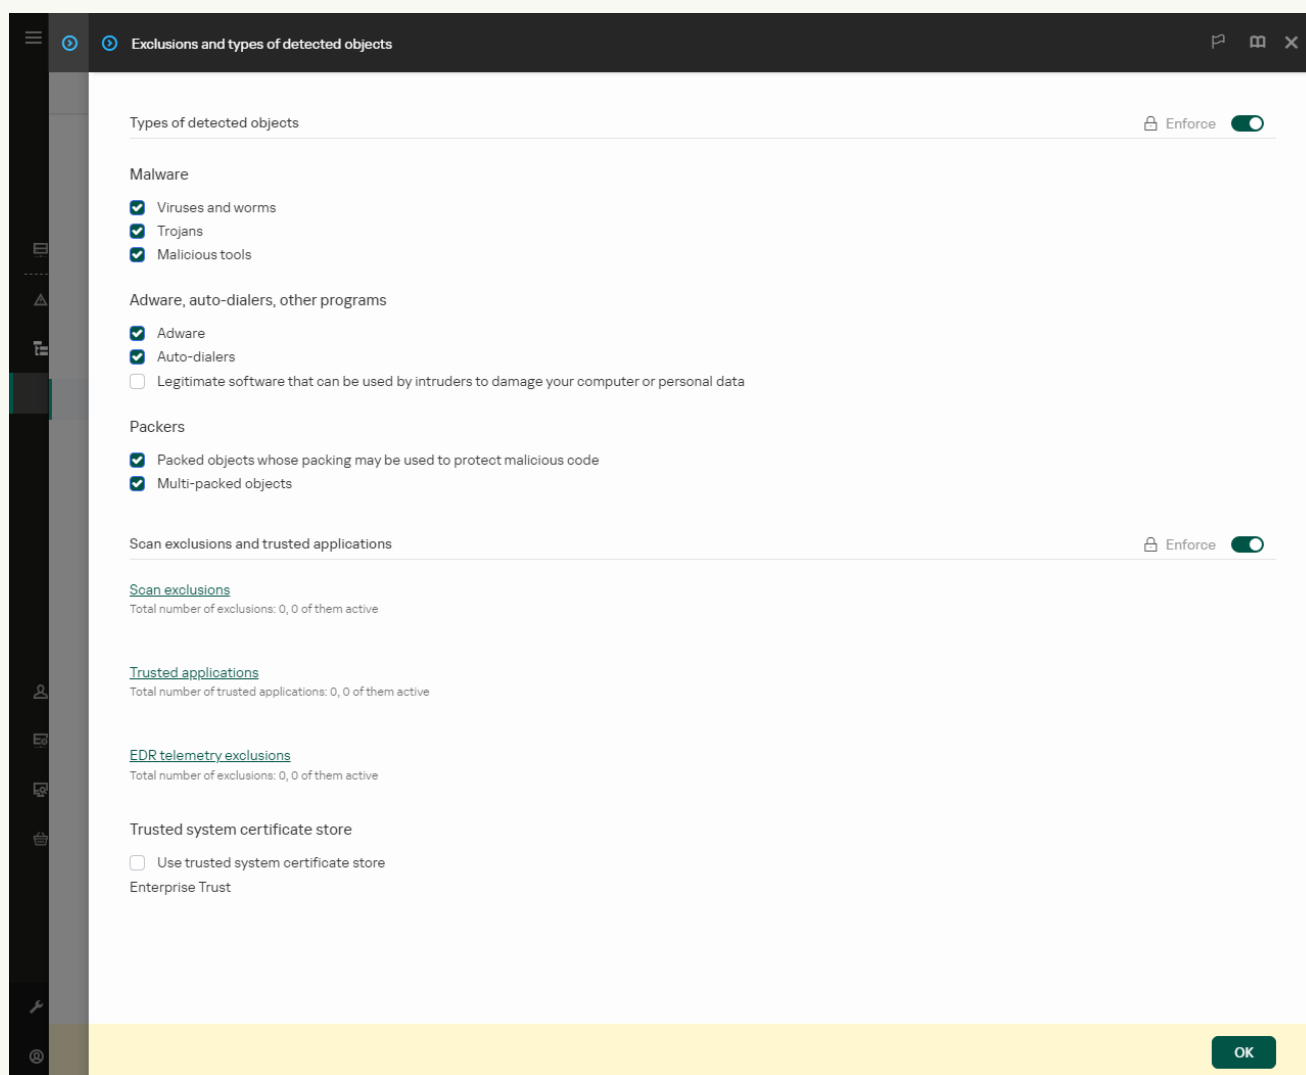 Exclusions and types of detected objects
Types of detected objects
Enforce
Malware
Viruses and worms
Trojans
Malicious tools
Adware, auto-dialers, other programs
Adware
Auto-dialers
Legitimate software that can be used by intruders to damage your computer or personal data
Packers
Packed objects whose packing may be used to protect malicious code
Multi-packed objects
Scan exclusions and trusted applications
Enforce
Scan exclusions
Total number of exclusions: 0, 0 of them active
Trusted applications
Total number of trusted applications: 0, 0 of them active
EDR telemetry exclusions
Total number of exclusions: 0, 0 of them active
Trusted system certificate store
Use trusted system certificate store
Enterprise Trust
OK